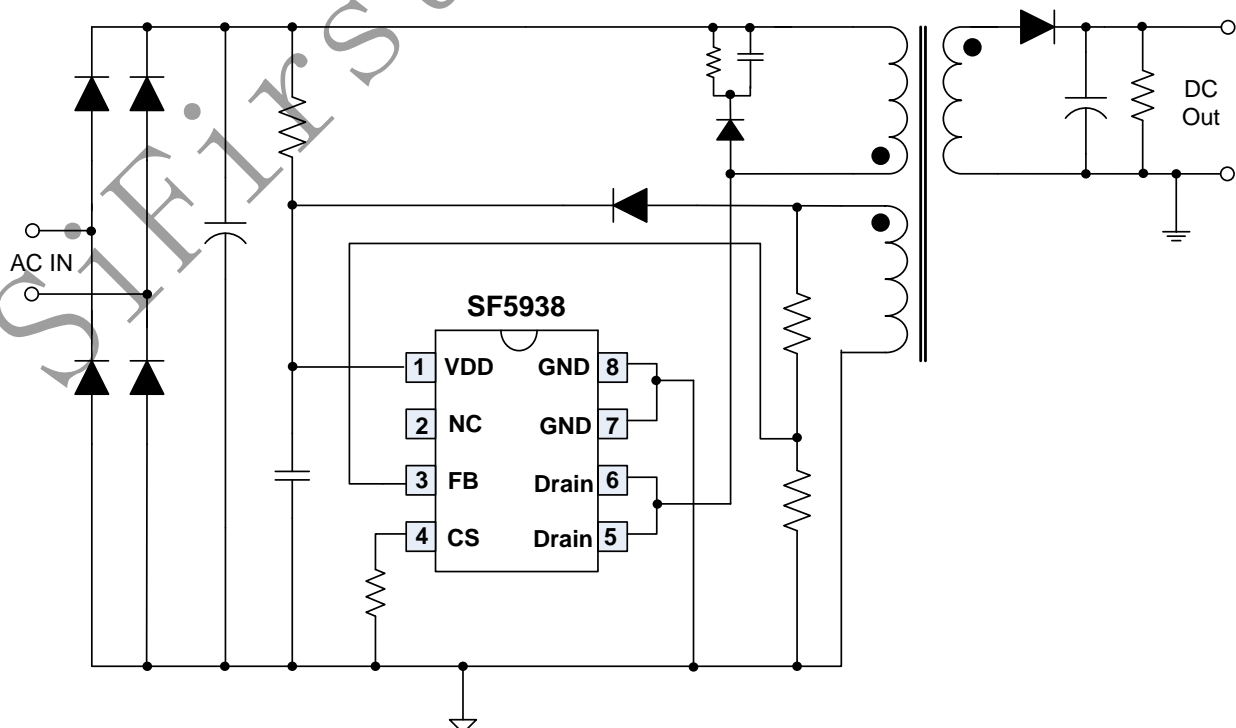 SiFirst
DC
Out
AC IN
SF5938
1 VDD GND 8
2 NC GND 7
3 FB Drain 6
4 CS Drain 5